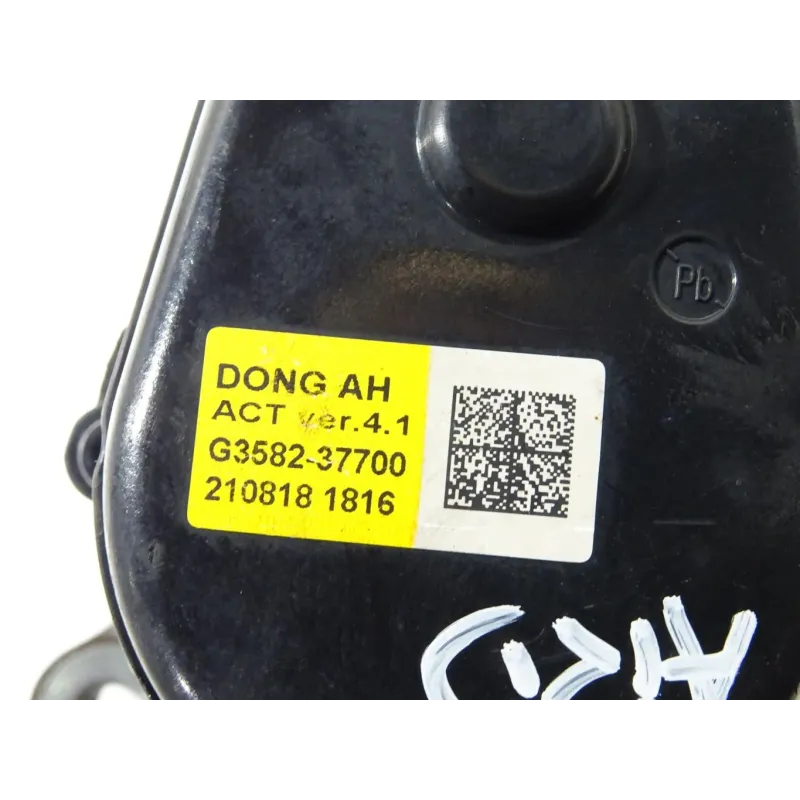 Pb
DONG AH
ACT ver.4.1
G3582-37700
210818 1816